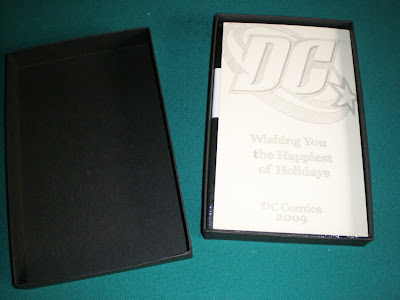 DC
Wishing You
the Happiest
of Holidays
DC Comics
2009